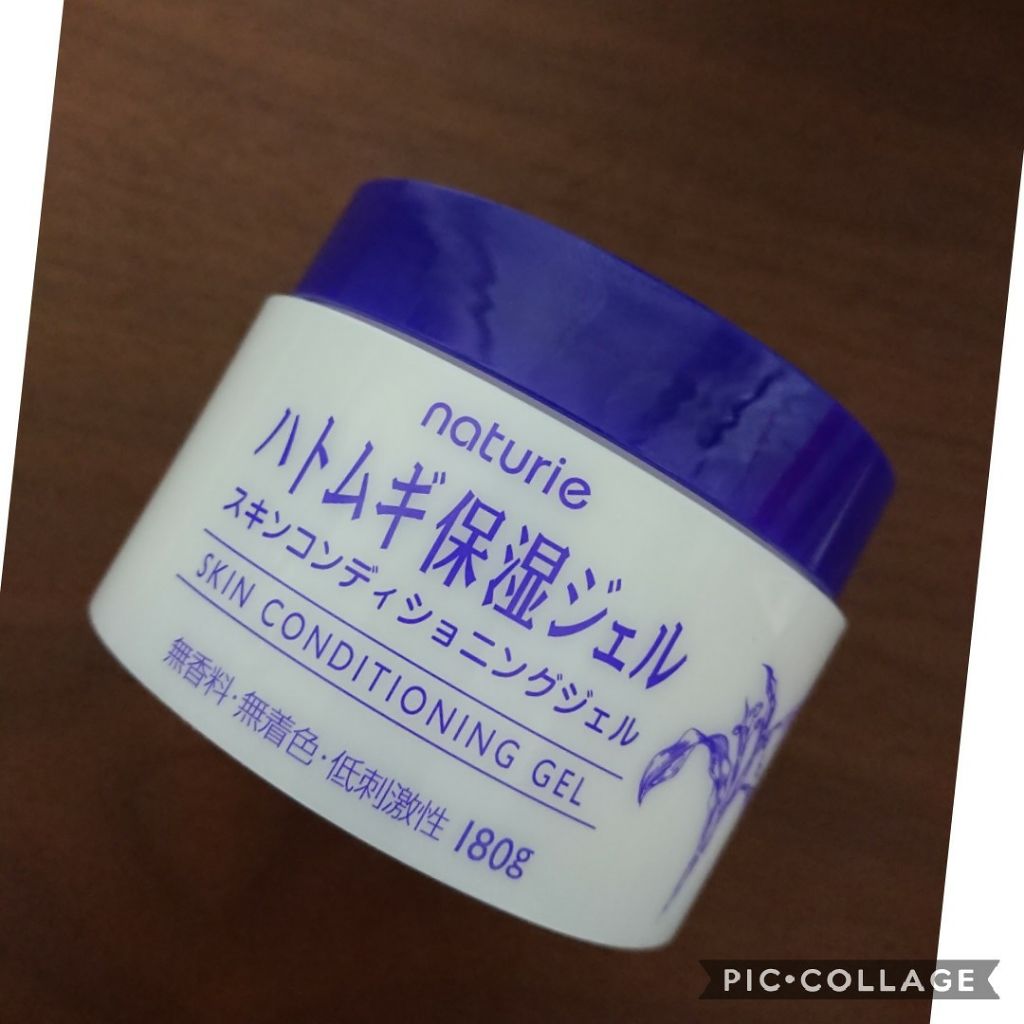 naturie
ハトムギ保湿ジェル
スキンコンディショニングジェル
SKIN CONDITIONING GEL
無香料・無着色・低刺激性 180g
PIC•COLLAGE